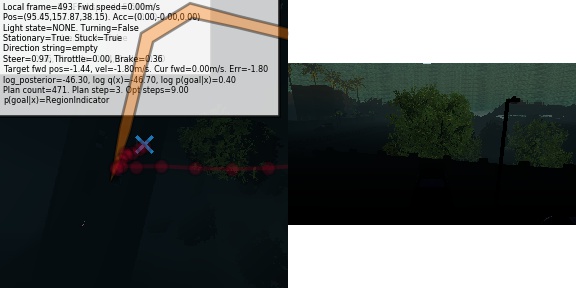 Local frame=493. Fwd speed=0.00m/s
Pos=(95.45,157.87,38.15). Acc=(0.00,-0.00,0.00)
Light state=NONE. Turning=False
Stationary=True. Stuck=True
Direction string=empty
Steer=0.97, Throttle=0.00, Brake=0.36
Target fwd pos=-1.44, vel=-1.80m/s. Cur fwd=0.00m/s. Err=-1.80
log_posterior=-46.30, log q(x)=-46.70, log p(goal|x)=0.40
Plan count=471. Plan step=3. Opt steps=9.00
p(goal|x)=RegionIndicator